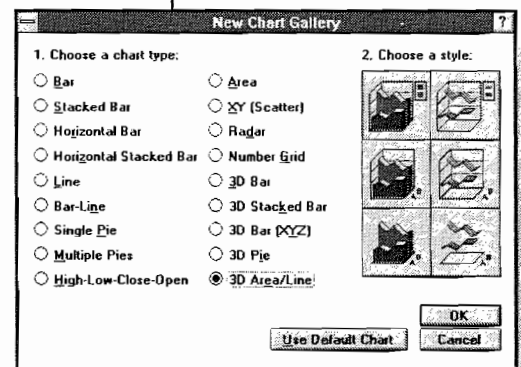 New Chart Gallery
?
1. Choose a chart type:
Bar
Stacked Bar
Horizontal Bar
Horizontal Stacked Bar
Line
Bar-Line
Single Pie
Multiple Pies
High-Low-Close-Open
Area
XY (Scatter)
Radar
Number Grid
3D Bar
3D Stacked Bar
3D Bar (XYZ)
3D Pie
3D Area/Line
2. Choose a style:
OK
Use Default Chart
Cancel